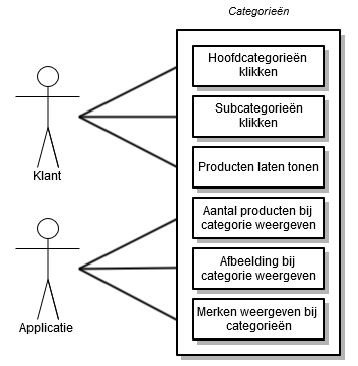 Categorieën
Hoofdcategorieën
klikken
Subcategorieën
klikken
Producten laten tonen
Klant
Aantal producten bij
categorie weergeven
Afbeelding bij
categorie weergeven
Merken weergeven bij
categorieën
Applicatie